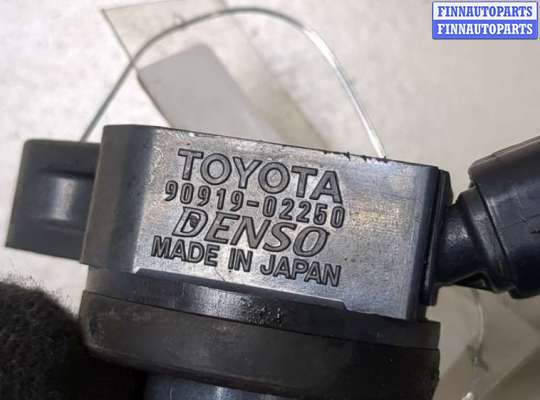 FINNAUTOPARTS
FINNAUTOPARTS
TOYOTA
90919-02250
DENSO
MADE IN JAPAN